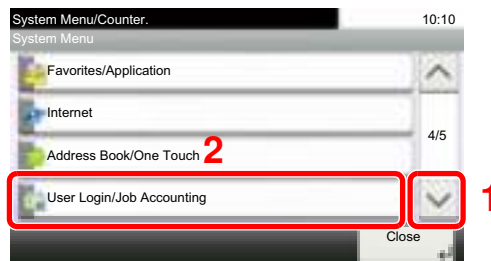 System Menu/Counter. 10:10
System Menu
Favorites/Application
Internet
4/5
Address Book/One Touch 2
User Login/Job Accounting
1
Close